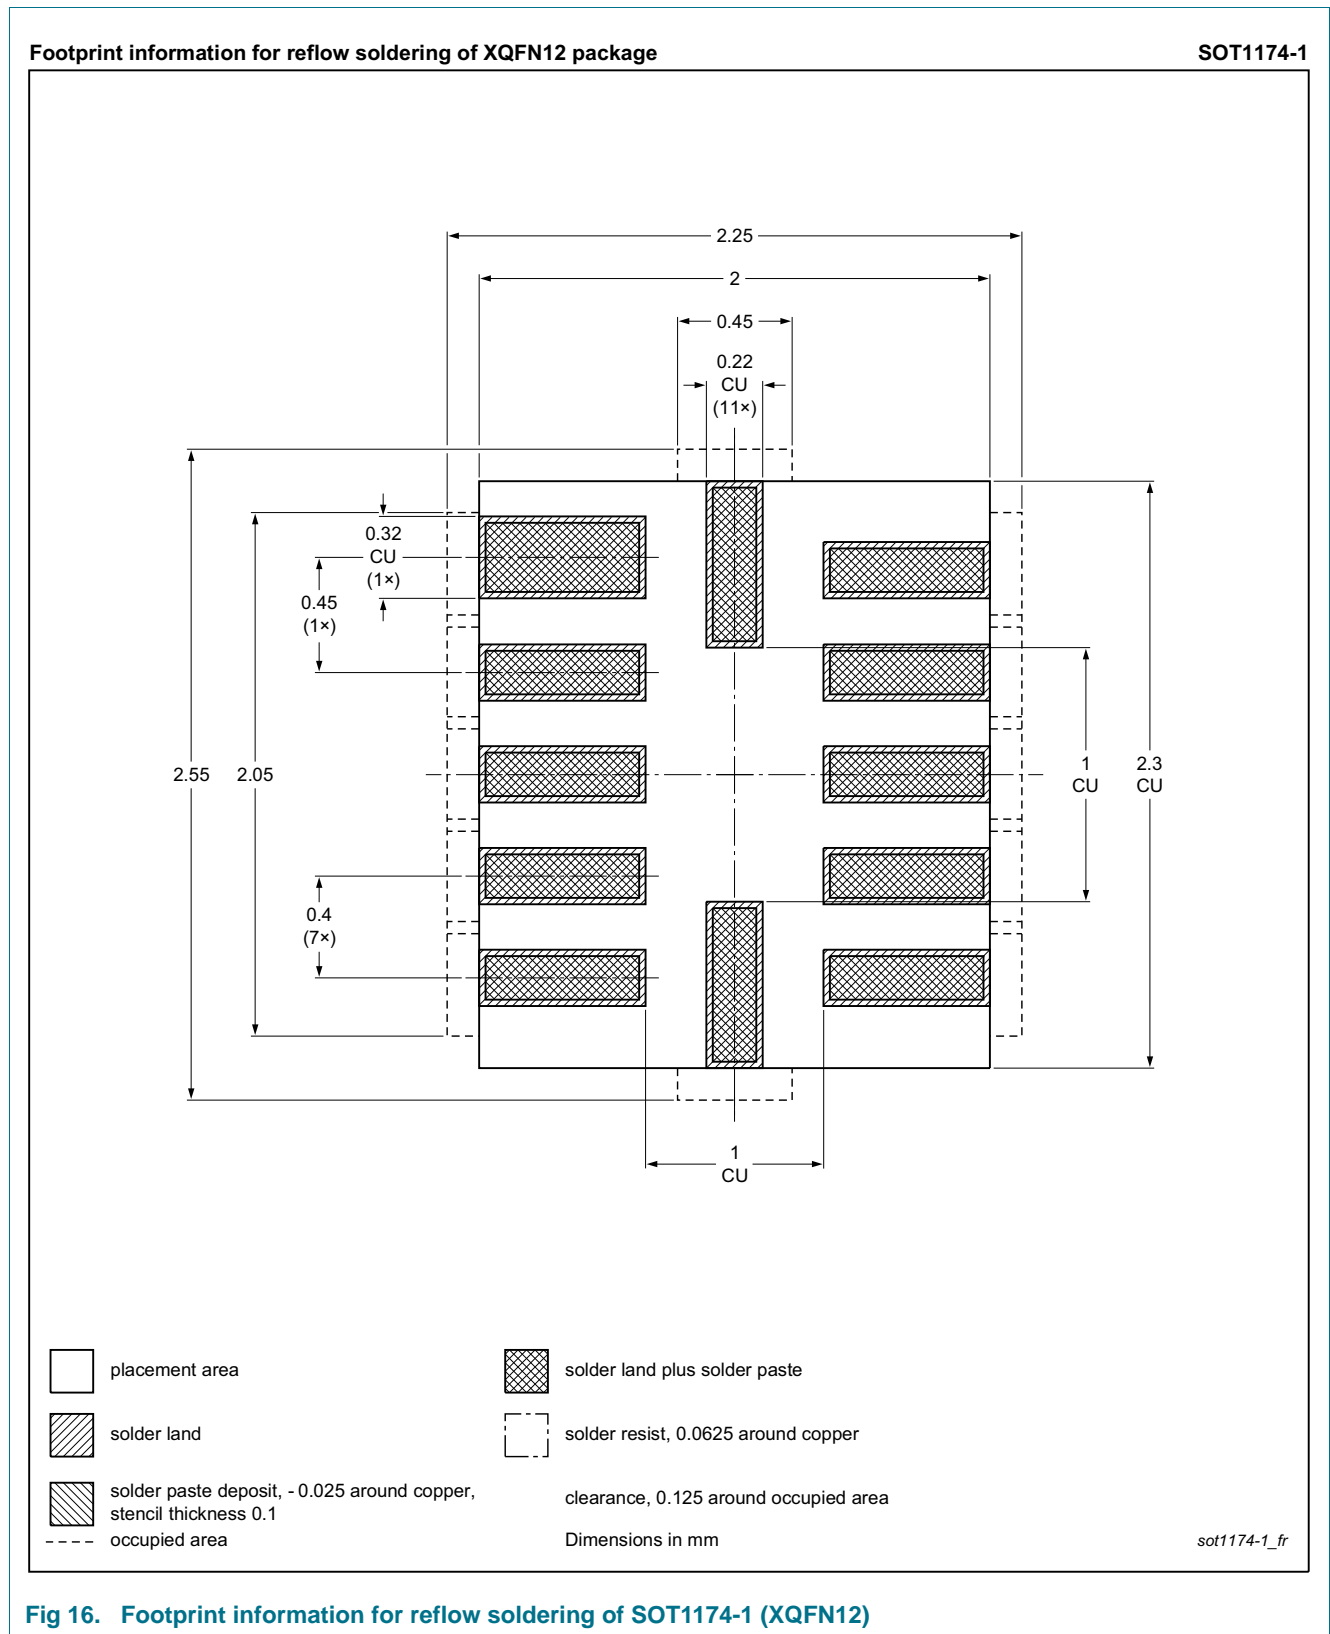 Footprint information for reflow soldering of XQFN12 package SOT1174-1
2.25
2
0.45
0.22
CU
(11×)
0.32
CU
(1×)
0.45
(1×)
2.55
2.05
1
CU
2.3
CU
0.4
(7×)
1
CU
placement area
solder land plus solder paste
solder land
solder resist, 0.0625 around copper
solder paste deposit, - 0.025 around copper,
stencil thickness 0.1
clearance, 0.125 around occupied area
occupied area
Dimensions in mm
sot1174-1_fr
Fig 16. Footprint information for reflow soldering of SOT1174-1 (XQFN12)